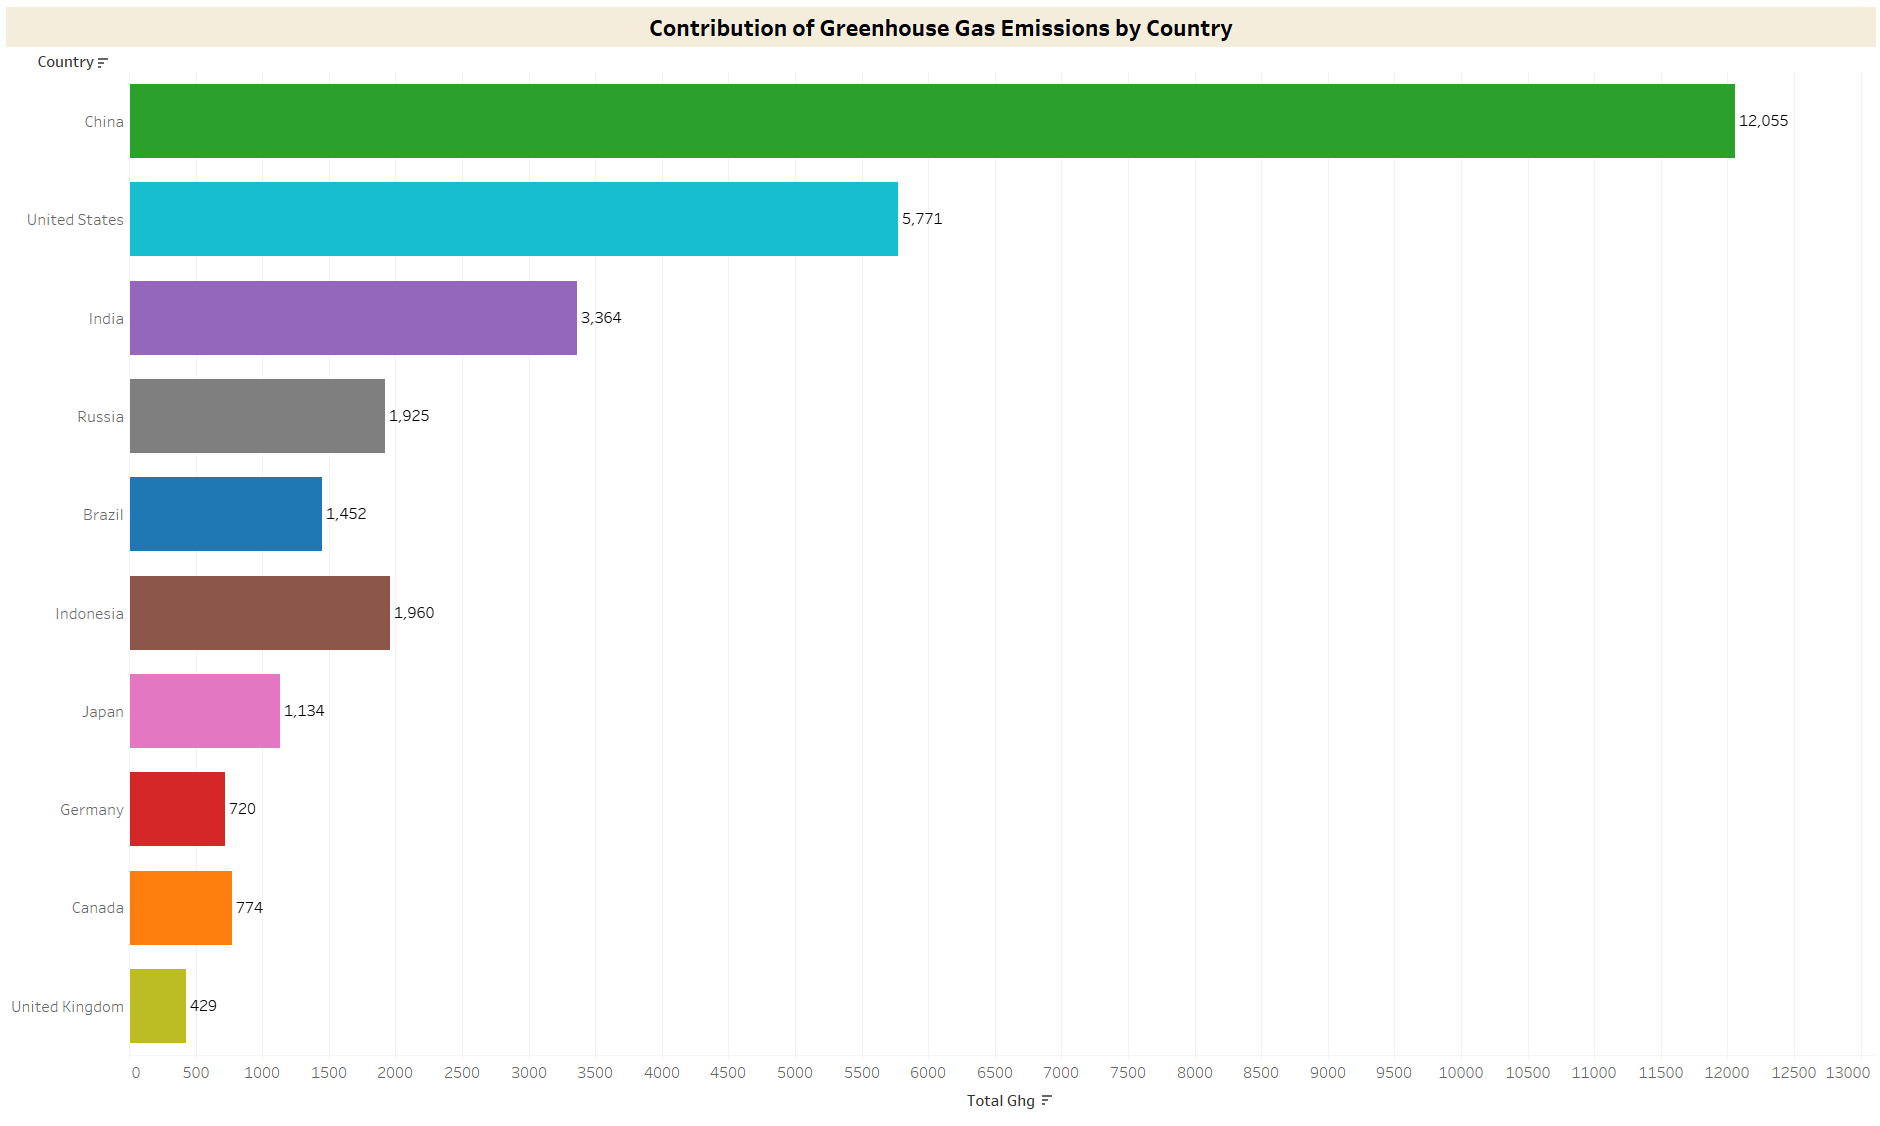 Contribution of Greenhouse Gas Emissions by Country
Country
China 12,055
United States 5,771
India 3,364
Russia 1,925
Brazil 1,452
Indonesia 1,960
Japan 1,134
Germany 720
Canada 774
United Kingdom 429
0 500 1000 1500 2000 2500 3000 3500 4000 4500 5000 5500 6000 6500 7000 7500 8000 8500 9000 9500 10000 10500 11000 11500 12000 12500 13000
Total Ghg